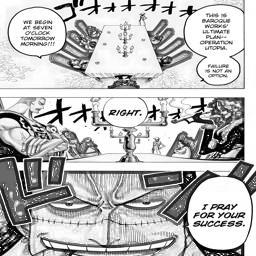 THIS IS
BAROQUE
WORKS'
ULTIMATE
PLAN--
OPERATION
UTOPIA.
FAILURE
IS NOT AN
OPTION.
WE BEGIN
AT SEVEN
O'CLOCK
TOMORROW
MORNING!!!
RIGHT.
I PRAY
FOR YOUR
SUCCESS.